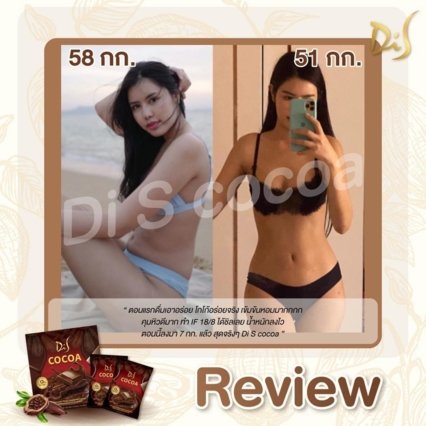 DiS
58 กก. 51 กก.
Di S cocoa
" ตอนแรกดื่มเอาอร่อย โกโก้อร่อยจริง เข้มข้นหอมมากกกก
คุมหิวดีมาก ทำ IF 18/8 ได้ชิลเลย น้ำหนักลงไว
ตอนนี้ลงมา 7 กก. แล้ว สุดจริงๆ Di S cocoa "
DiS
COCOA
COCOA
Review